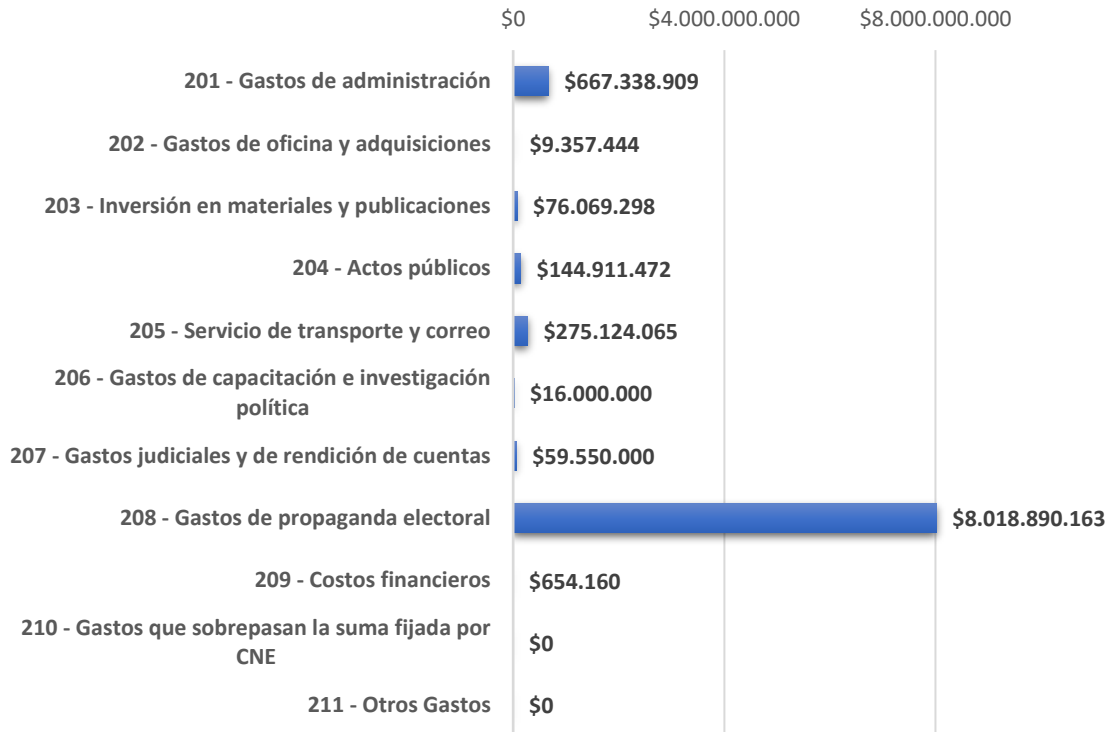 $0 $4.000.000.000 $8.000.000.000
201 - Gastos de administración $667.338.909
202 - Gastos de oficina y adquisiciones $9.357.444
203 - Inversión en materiales y publicaciones $76.069.298
204 - Actos públicos $144.911.472
205 - Servicio de transporte y correo $275.124.065
206 - Gastos de capacitación e investigación
política $16.000.000
207 - Gastos judiciales y de rendición de cuentas $59.550.000
208 - Gastos de propaganda electoral $8.018.890.163
209 - Costos financieros $654.160
210 - Gastos que sobrepasan la suma fijada por
CNE $0
211 - Otros Gastos $0